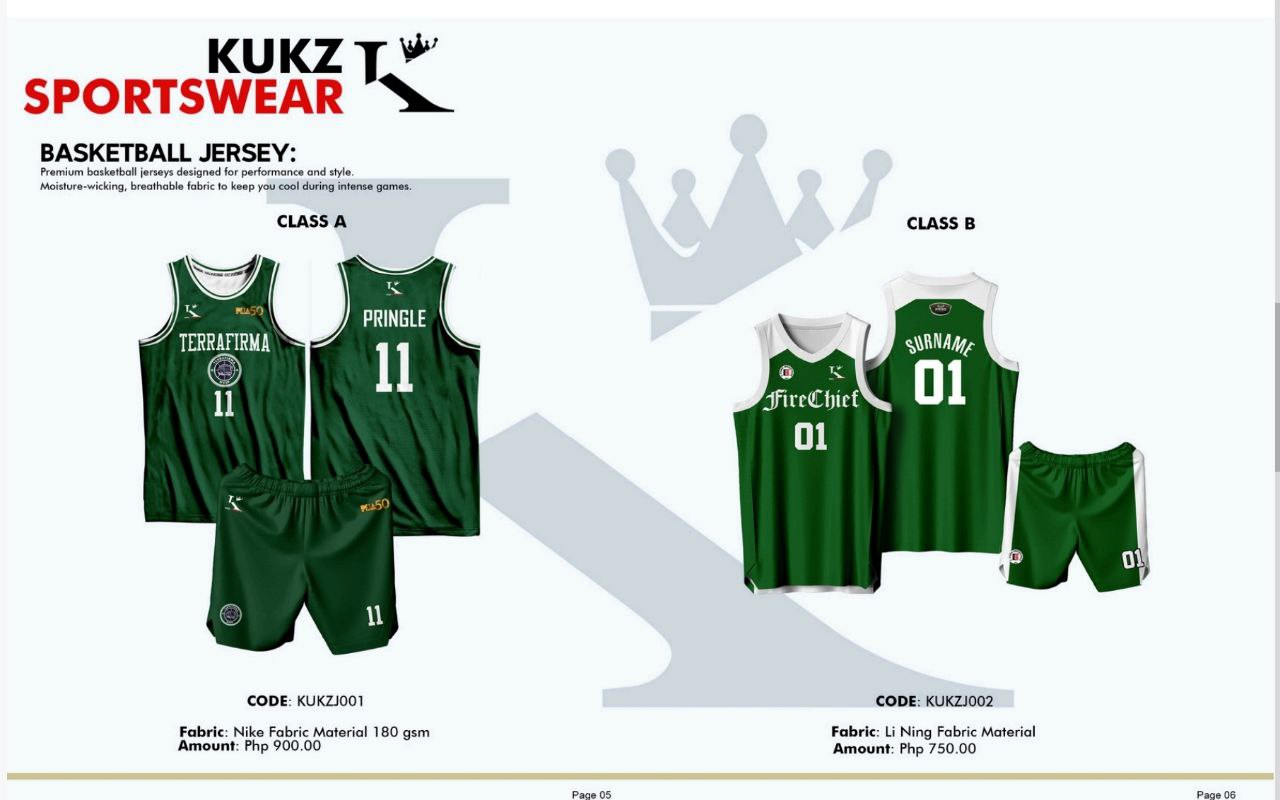 KUKZ
SPORTSWEAR
BASKETBALL JERSEY:
Premium basketball jerseys designed for performance and style.
Moisture-wicking, breathable fabric to keep you cool during intense games.
CLASS A
TERRAFIRMA
11
PRINGLE
11
11
CODE: KUKZJ001
Fabric: Nike Fabric Material 180 gsm
Amount: Php 900.00
CLASS B
FireChief
01
SURNAME
01
01
CODE: KUKZJ002
Fabric: Li Ning Fabric Material
Amount: Php 750.00
Page 05
Page 06